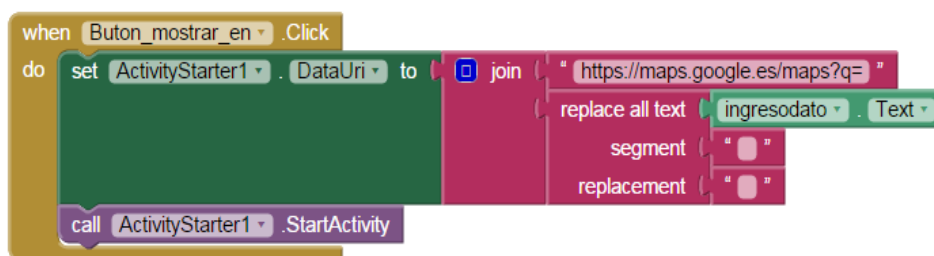 when Buton_mostrar_en .Click
do set ActivityStarter1 . DataUri to join " https://maps.google.es/maps?q= "
replace all text ingresodato . Text
segment " "
replacement " "
call ActivityStarter1 .StartActivity